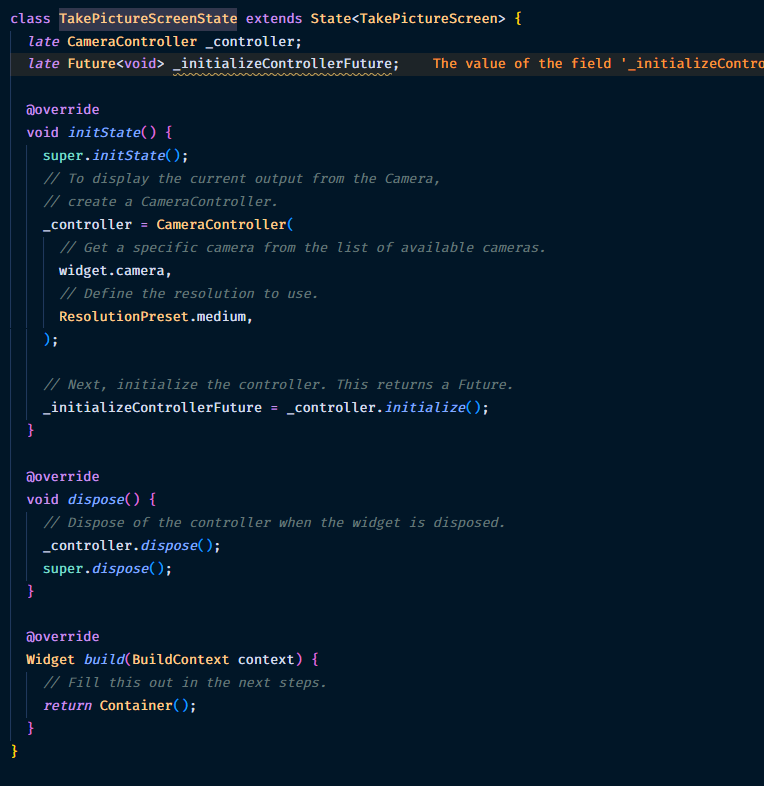 class TakePictureScreenState extends State<TakePictureScreen> {
  late CameraController _controller;
  late Future<void> _initializeControllerFuture;    The value of the field '_initializeContro

  @override
  void initState() {
    super.initState();
    // To display the current output from the Camera,
    // create a CameraController.
    _controller = CameraController(
      // Get a specific camera from the list of available cameras.
      widget.camera,
      // Define the resolution to use.
      ResolutionPreset.medium,
    );

    // Next, initialize the controller. This returns a Future.
    _initializeControllerFuture = _controller.initialize();
  }

  @override
  void dispose() {
    // Dispose of the controller when the widget is disposed.
    _controller.dispose();
    super.dispose();
  }

  @override
  Widget build(BuildContext context) {
    // Fill this out in the next steps.
    return Container();
  }
}